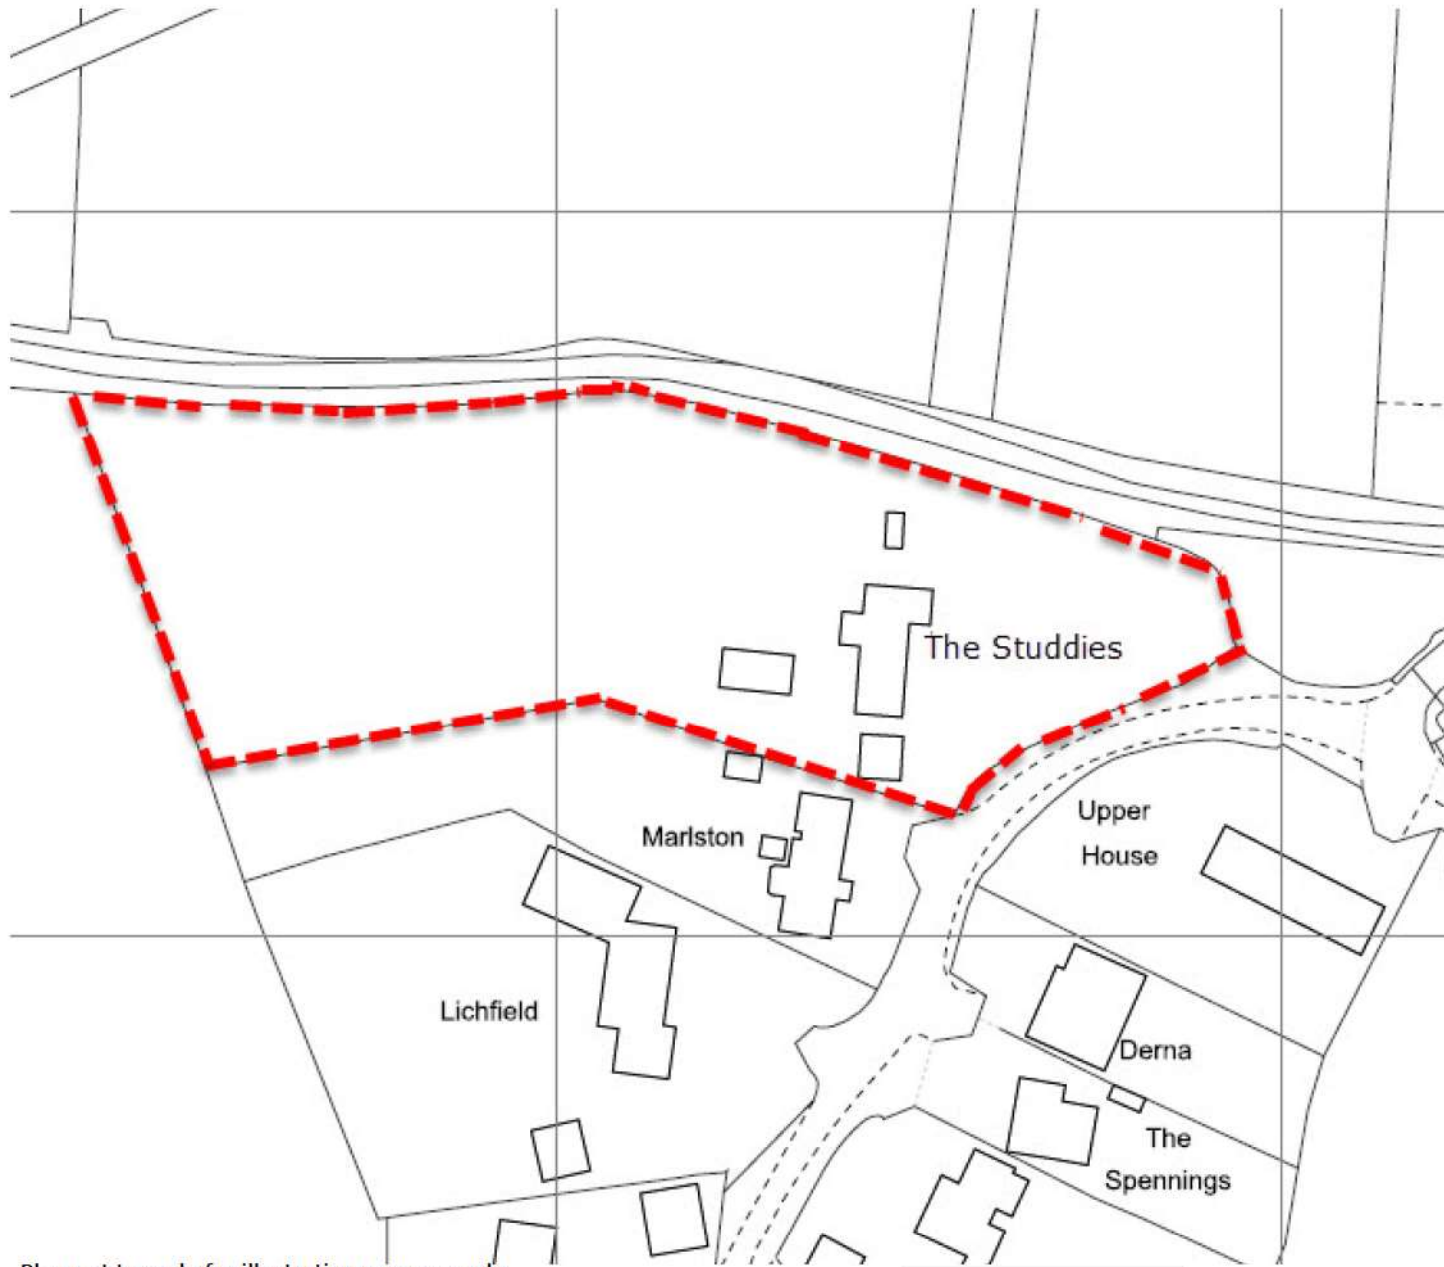 The Studdies
Marlston
Upper
House
Lichfield
Derna
The
Spennings